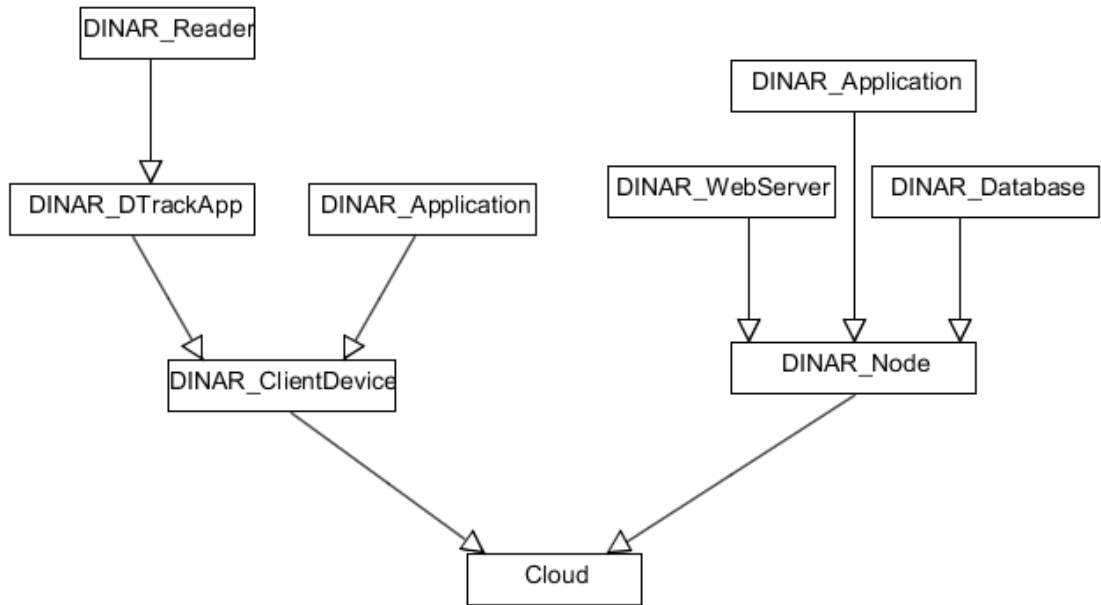 DINAR_Reader
DINAR_Application
DINAR_WebServer
DINAR_Database
DINAR_DTrackApp
DINAR_Application
DINAR_Node
DINAR_ClientDevice
Cloud